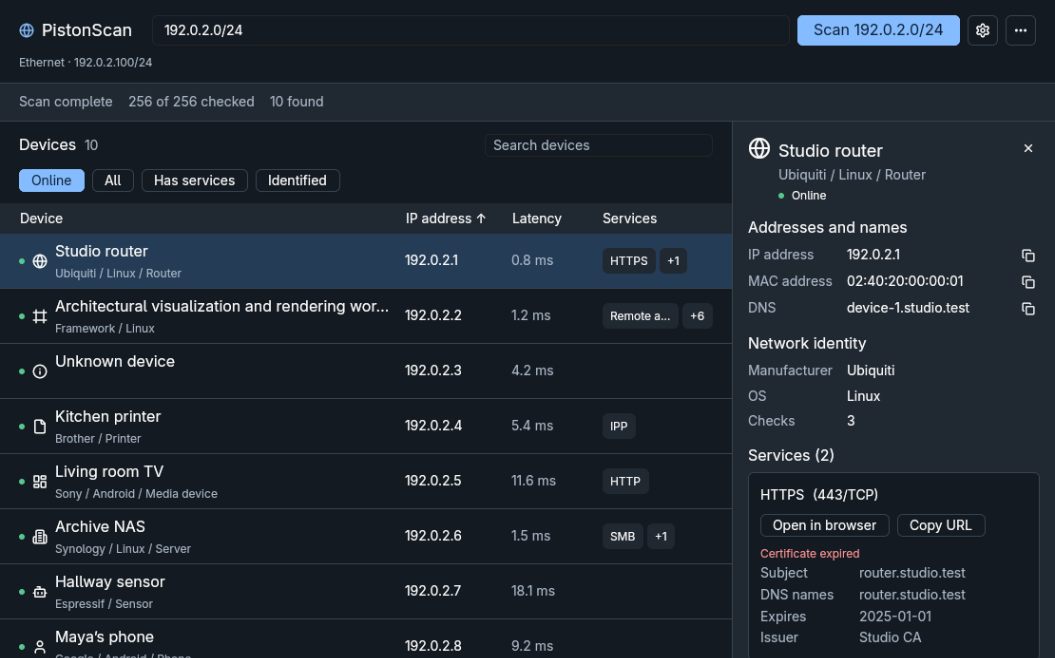 PistonScan
192.0.2.0/24
Scan 192.0.2.0/24
Ethernet · 192.0.2.100/24
Scan complete 256 of 256 checked 10 found
Devices 10
Search devices
Online All Has services Identified
Device IP address ↑ Latency Services
Studio router
Ubiquiti / Linux / Router
192.0.2.1 0.8 ms HTTPS +1
Architectural visualization and rendering wor...
Framework / Linux
192.0.2.2 1.2 ms Remote a... +6
Unknown device
192.0.2.3 4.2 ms
Kitchen printer
Brother / Printer
192.0.2.4 5.4 ms IPP
Living room TV
Sony / Android / Media device
192.0.2.5 11.6 ms HTTP
Archive NAS
Synology / Linux / Server
192.0.2.6 1.5 ms SMB +1
Hallway sensor
Espressif / Sensor
192.0.2.7 18.1 ms
Maya's phone
Google / Android / Phone
192.0.2.8 9.2 ms
Studio router
Ubiquiti / Linux / Router
Online
Addresses and names
IP address 192.0.2.1
MAC address 02:40:20:00:00:01
DNS device-1.studio.test
Network identity
Manufacturer Ubiquiti
OS Linux
Checks 3
Services (2)
HTTPS (443/TCP)
Open in browser Copy URL
Certificate expired
Subject router.studio.test
DNS names router.studio.test
Expires 2025-01-01
Issuer Studio CA